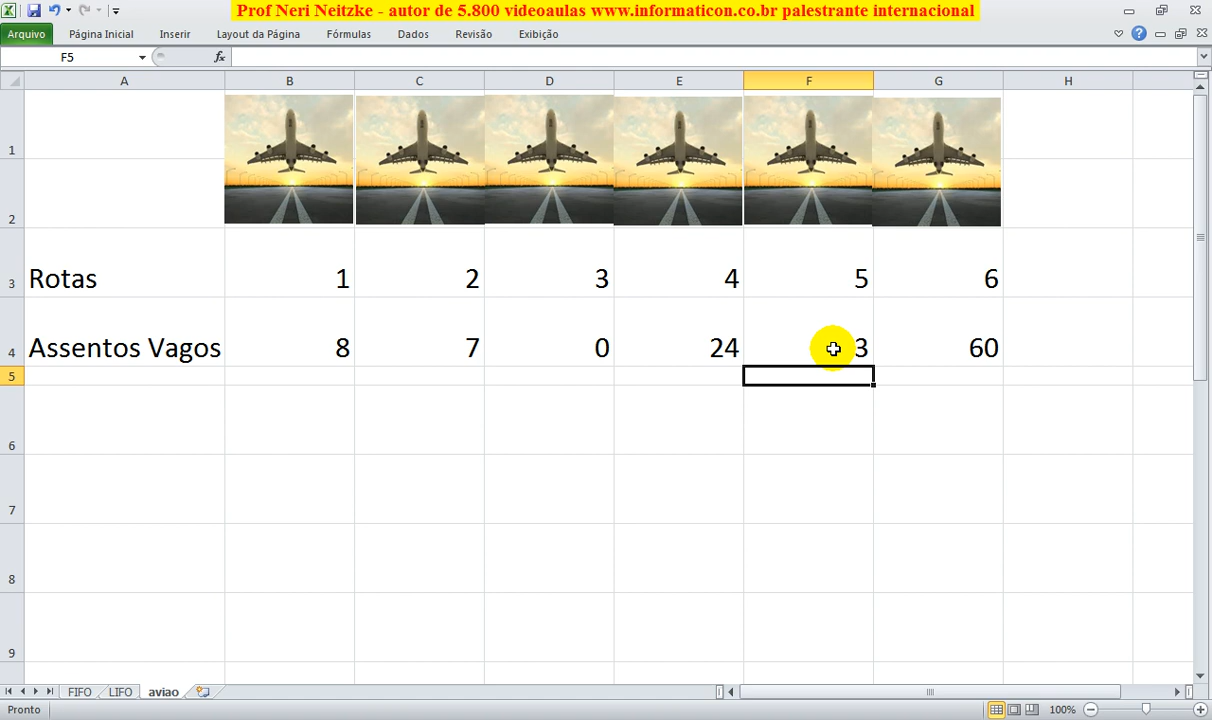 Prof Neri Neitzke - autor de 5.800 videoaulas www.informaticon.com.br palestrante internacional
Arquivo Página Inicial Inserir Layout da Página Fórmulas Dados Revisão Exibição
F5 fx
A B C D E F G H
1
2
3 Rotas 1 2 3 4 5 6
4 Assentos Vagos 8 7 0 24 3 60
5
6
7
8
9
FIFO LIFO aviao
Pronto 100%